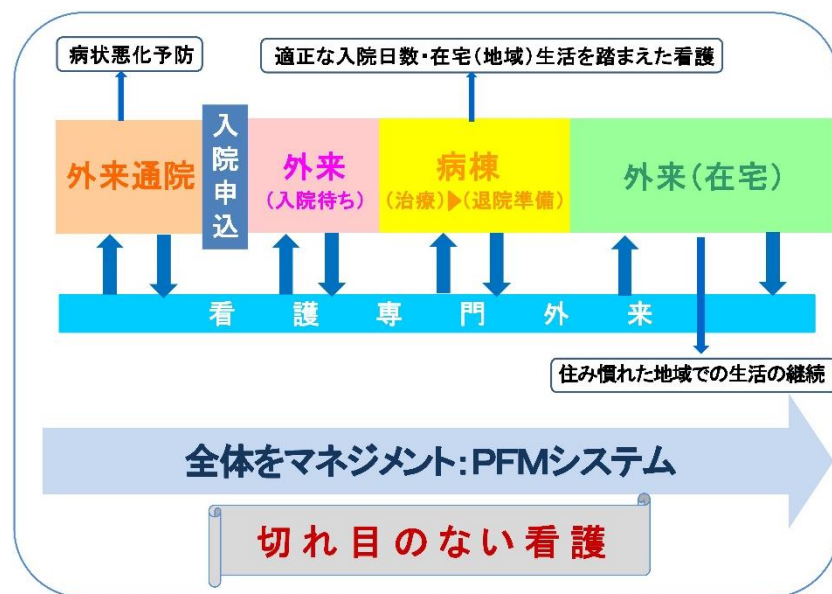 病状悪化予防
適正な入院日数・在宅(地域)生活を踏まえた看護
外来通院
入院申込
外来
(入院待ち)
病棟
(治療)▶(退院準備)
外来(在宅)
看護専門外来
住み慣れた地域での生活の継続
全体をマネジメント:PFMシステム
切れ目のない看護